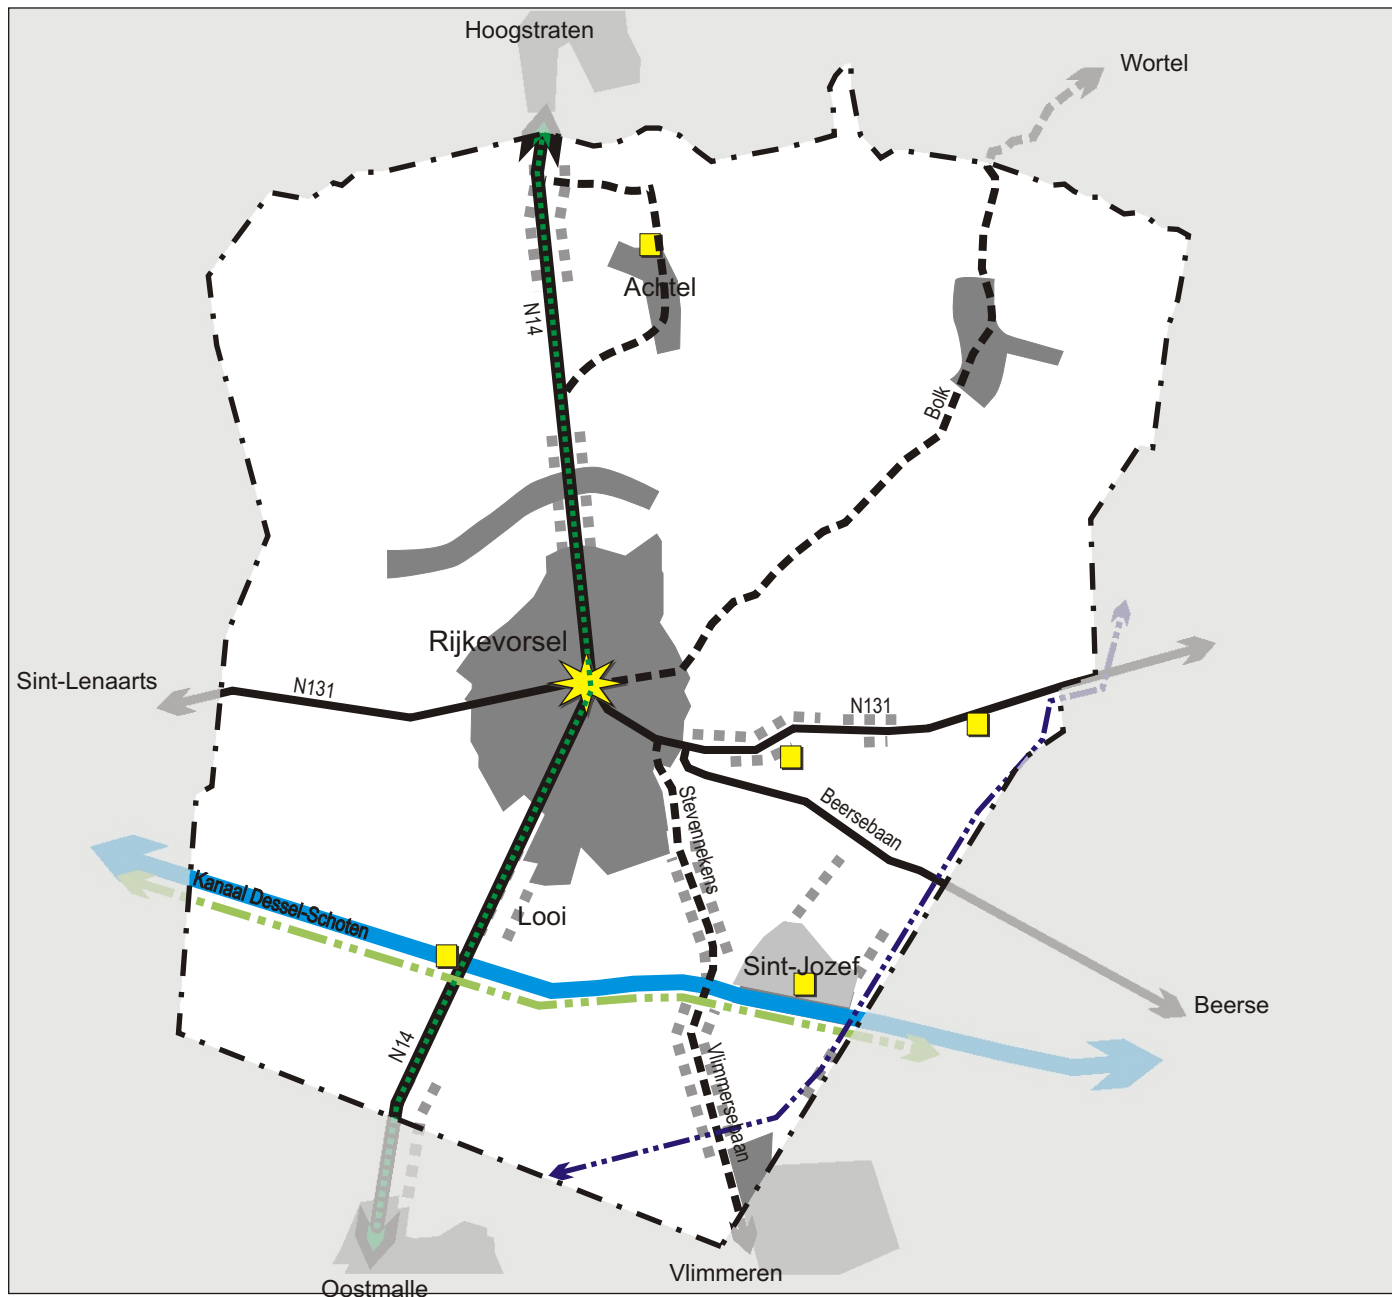 Hoogstraten
Wortel
Achtel
N14
Bolk
Rijkevorsel
Sint-Lenaarts
N131
N131
Stevennekens
Beersebaan
Kanaal Dessel-Schoten
Looi
Sint-Jozef
Beerse
N14
Vlimmersebaan
Vlimmeren
Oostmalle